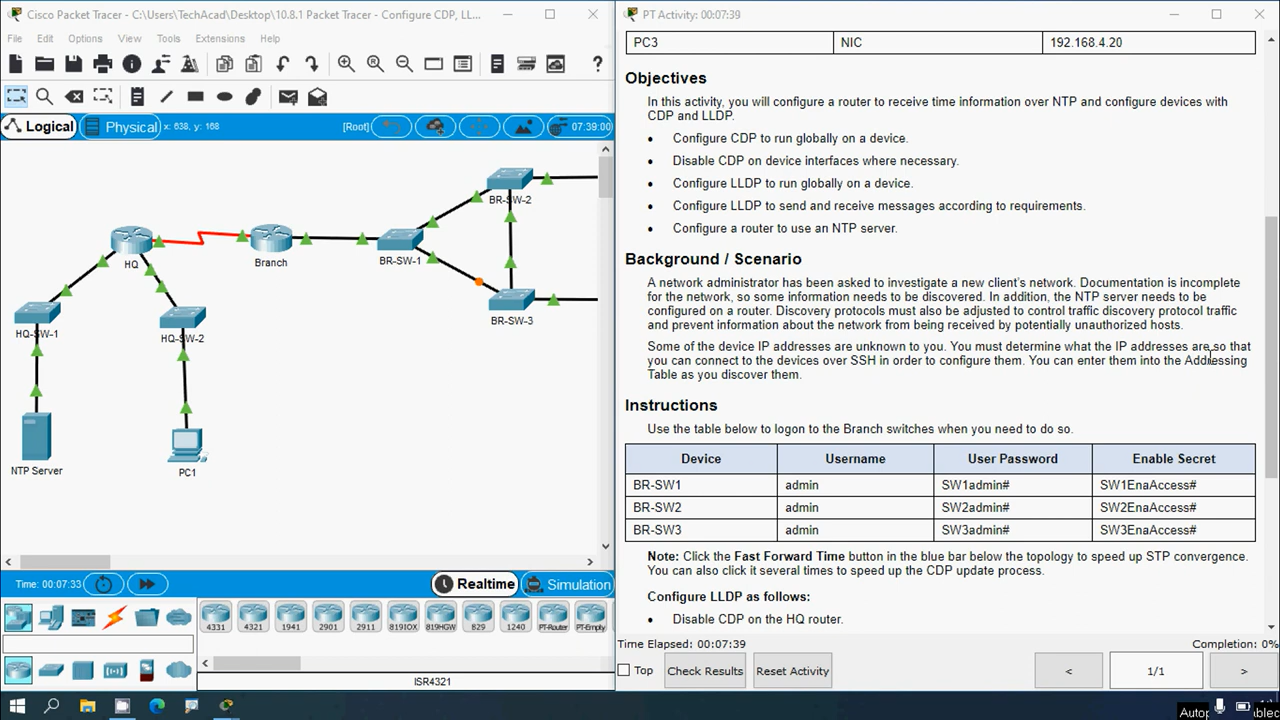 Cisco Packet Tracer - C:\Users\TechAcad\Desktop\10.8.1 Packet Tracer - Configure CDP, LL...
File Edit Options View Tools Extensions Help
Logical Physical x: 638, y: 168 [Root] 07:39:00
BR-SW-2
HQ
Branch
BR-SW-1
BR-SW-3
HQ-SW-1
HQ-SW-2
NTP Server
PC1
Time: 07:07:33 Realtime Simulation
4331 4321 1941 2901 2911 819IOX 819HGW 829 1240 PT-Router PT-Empty
ISR4321
PT Activity: 00:07:39
PC3 NIC 192.168.4.20
Objectives
In this activity, you will configure a router to receive time information over NTP and configure devices with
CDP and LLDP.
• Configure CDP to run globally on a device.
• Disable CDP on device interfaces where necessary.
• Configure LLDP to run globally on a device.
• Configure LLDP to send and receive messages according to requirements.
• Configure a router to use an NTP server.
Background / Scenario
A network administrator has been asked to investigate a new client's network. Documentation is incomplete
for the network, so some information needs to be discovered. In addition, the NTP server needs to be
configured on a router. Discovery protocols must also be adjusted to control traffic discovery protocol traffic
and prevent information about the network from being received by potentially unauthorized hosts.
Some of the device IP addresses are unknown to you. You must determine what the IP addresses are so that
you can connect to the devices over SSH in order to configure them. You can enter them into the Addressing
Table as you discover them.
Instructions
Use the table below to logon to the Branch switches when you need to do so.
Device Username User Password Enable Secret
BR-SW1 admin SW1admin# SW1EnaAccess#
BR-SW2 admin SW2admin# SW2EnaAccess#
BR-SW3 admin SW3admin# SW3EnaAccess#
Note: Click the Fast Forward Time button in the blue bar below the topology to speed up STP convergence.
You can also click it several times to speed up the CDP update process.
Configure LLDP as follows:
• Disable CDP on the HQ router.
Time Elapsed: 00:07:39 Completion: 0%
Top Check Results Reset Activity < 1/1 >